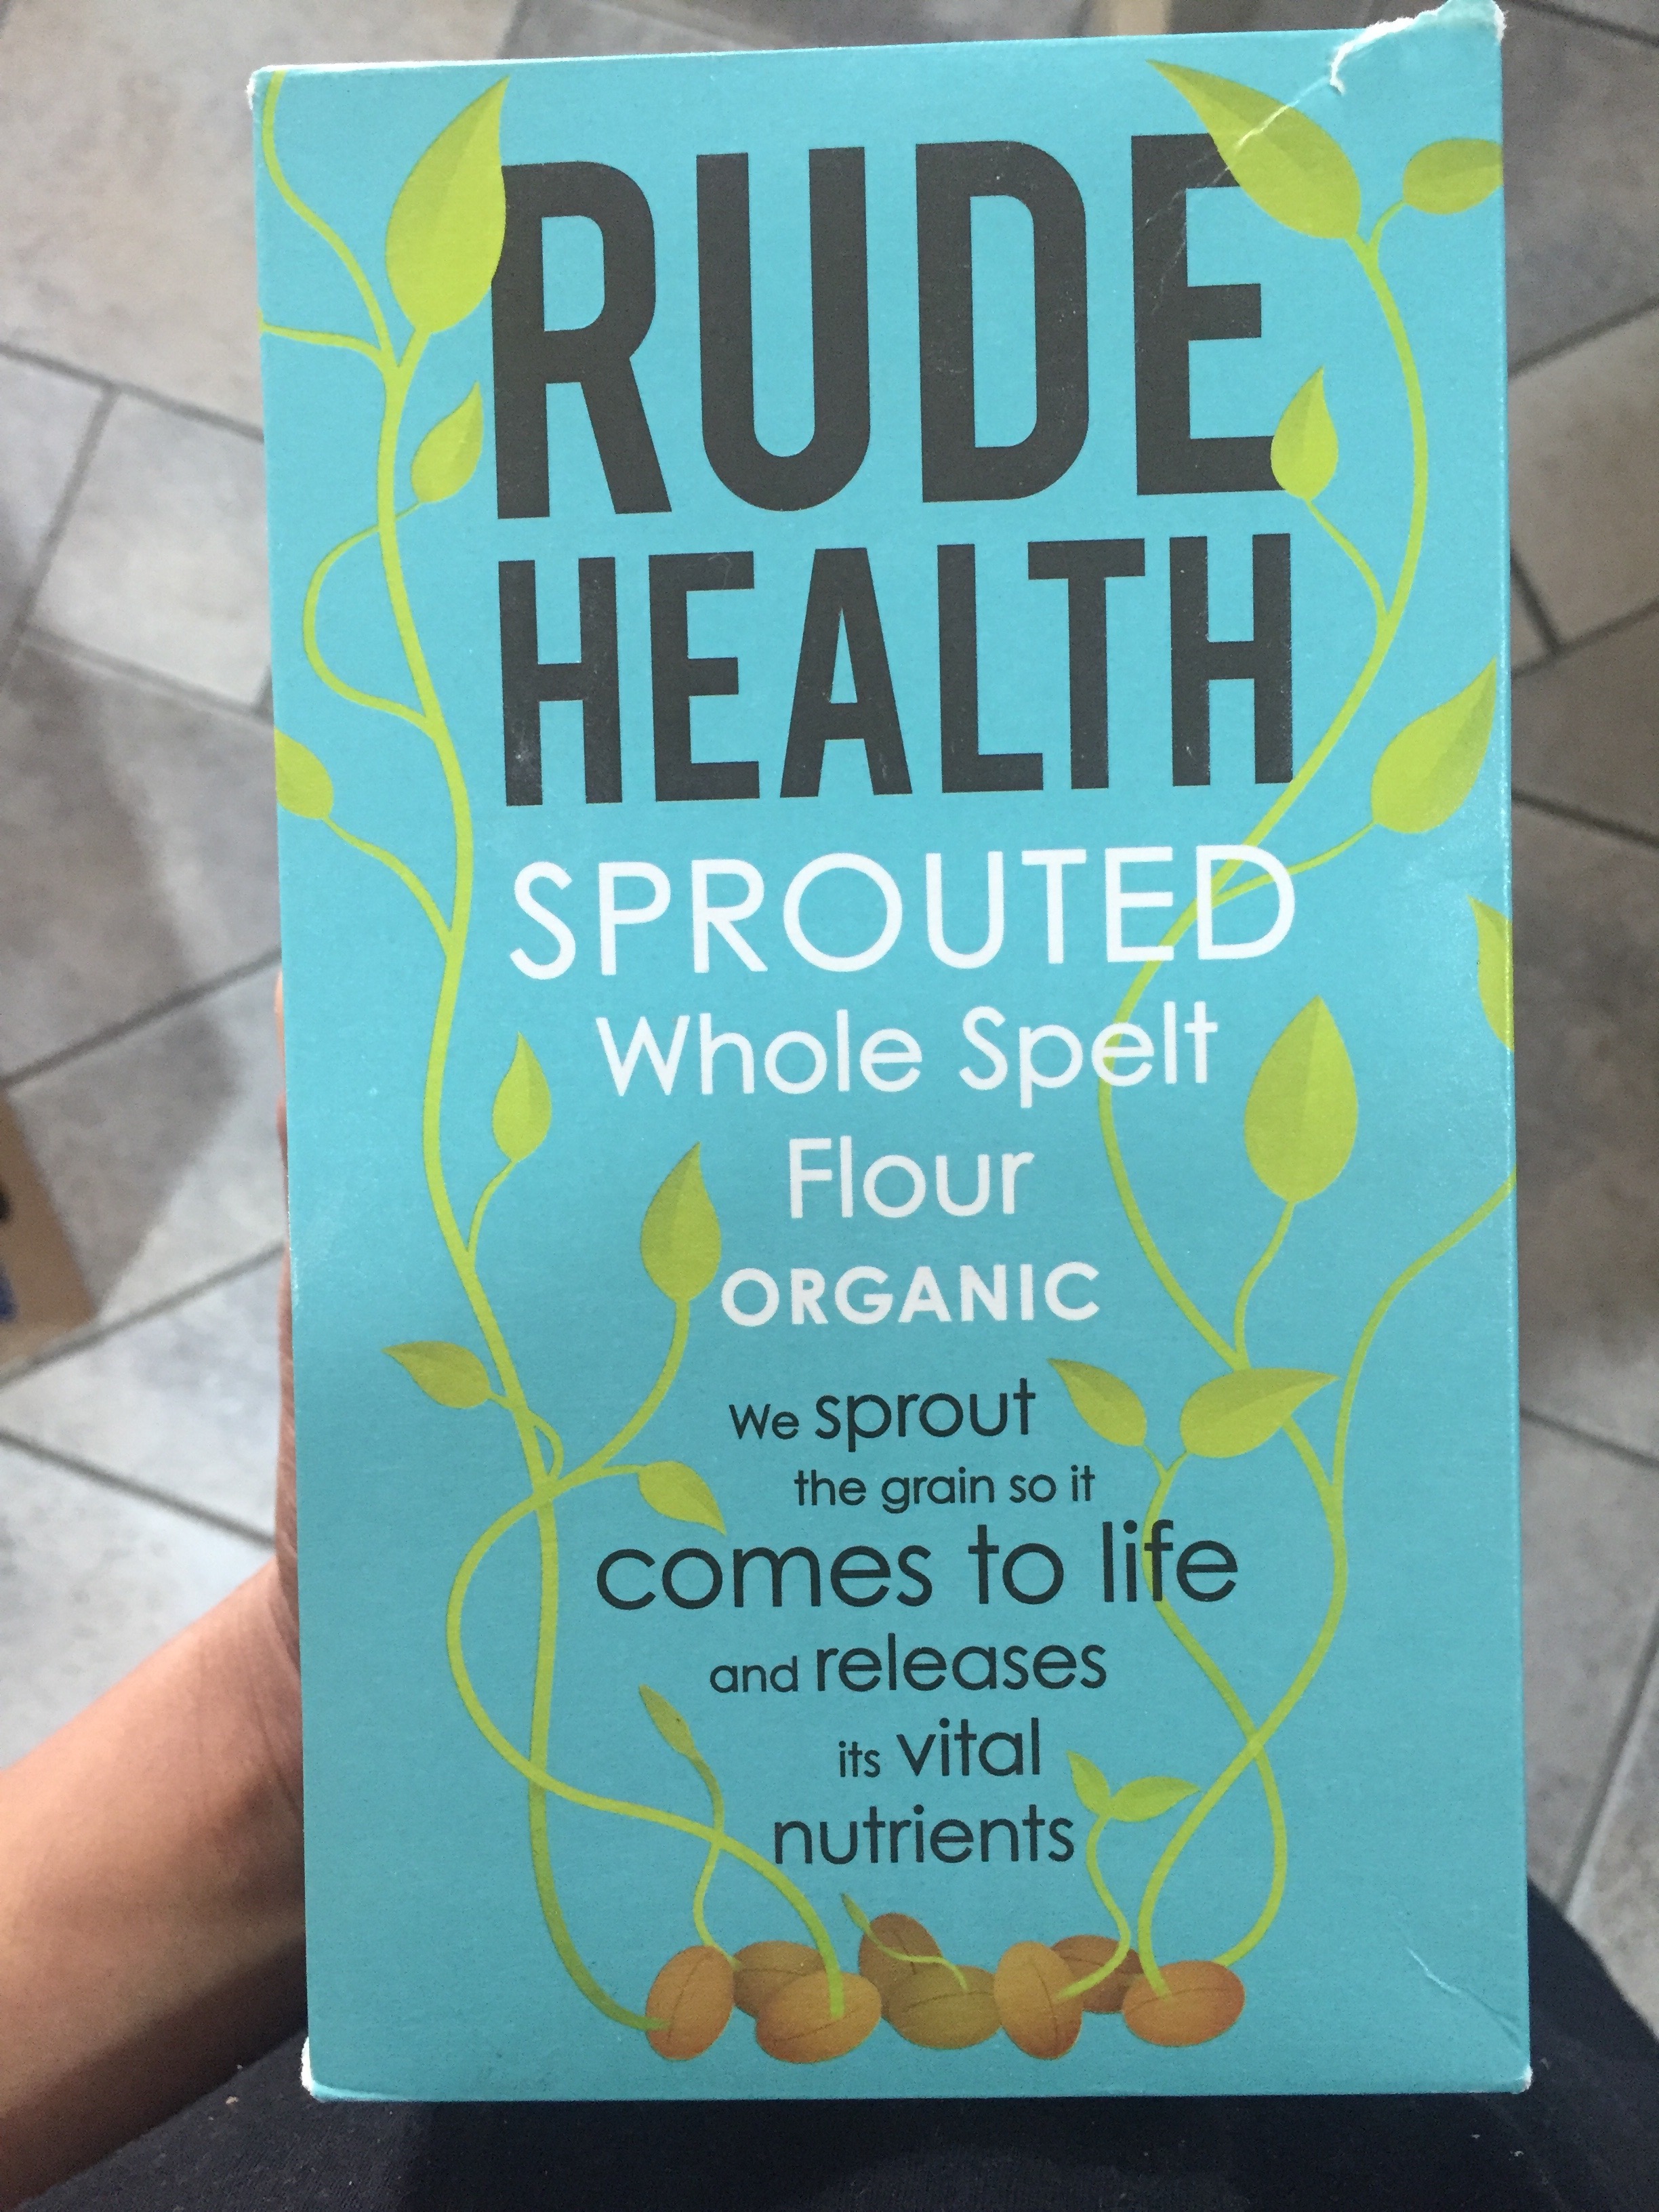 RUDE
HEALTH
SPROUTED
Whole Spelt
Flour
ORGANIC
We sprout
the grain so it
comes to life
and releases
its vital
nutrients